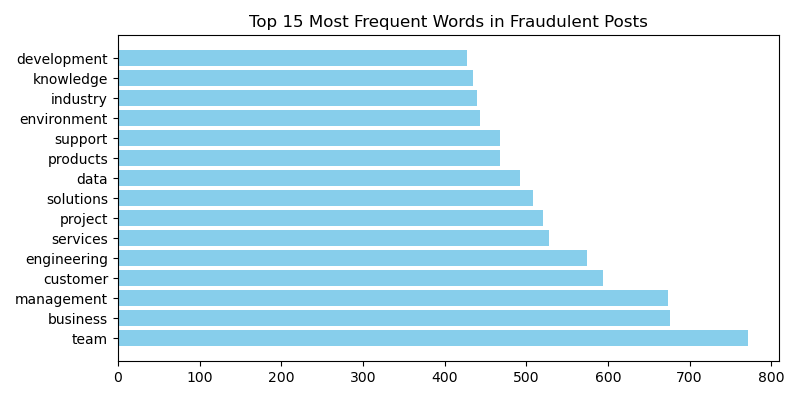 Top 15 Most Frequent Words in Fraudulent Posts
development
knowledge
industry
environment
support
products
data
solutions
project
services
engineering
customer
management
business
team
0 100 200 300 400 500 600 700 800